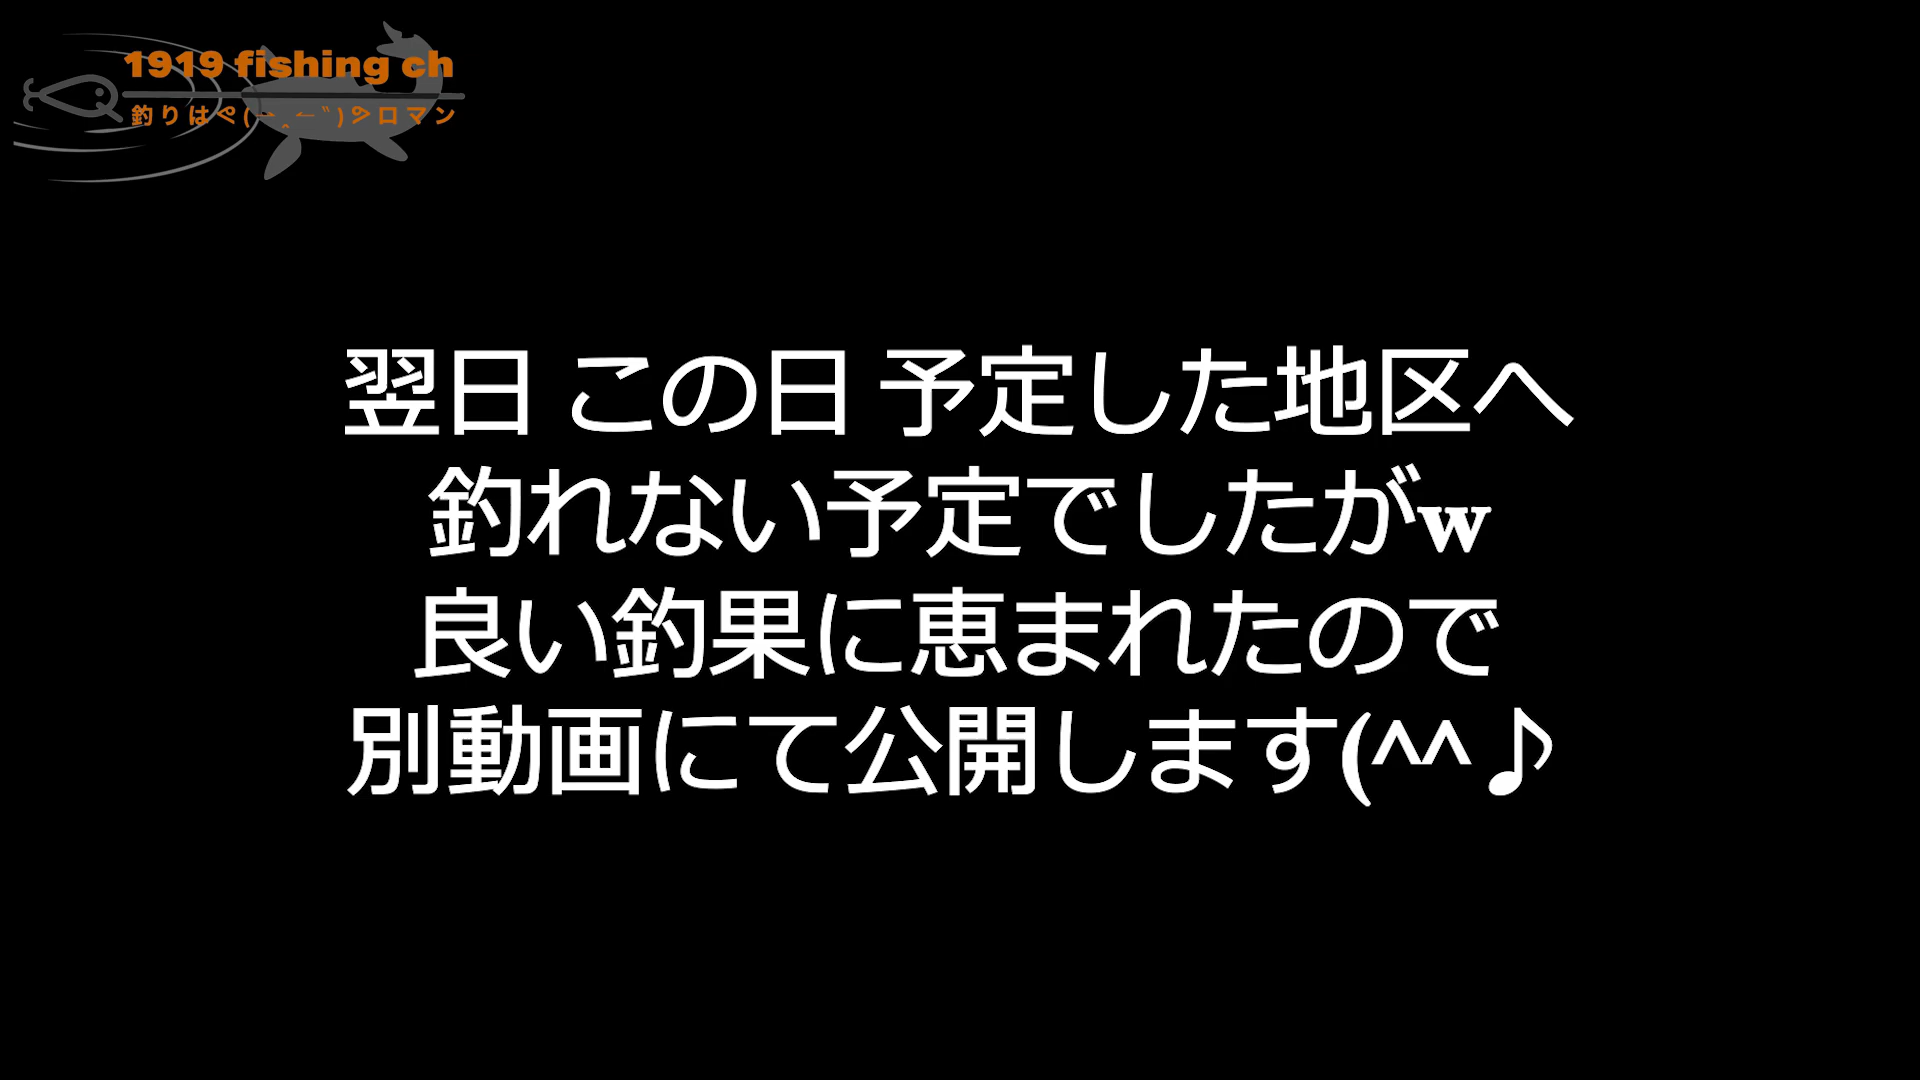 1919 fishing ch
釣りはᕙ(⇀‸↼‶)ᕗロマン
翌日 この日 予定した地区へ
釣れない予定でしたがw
良い釣果に恵まれたので
別動画にて公開します(^^♪